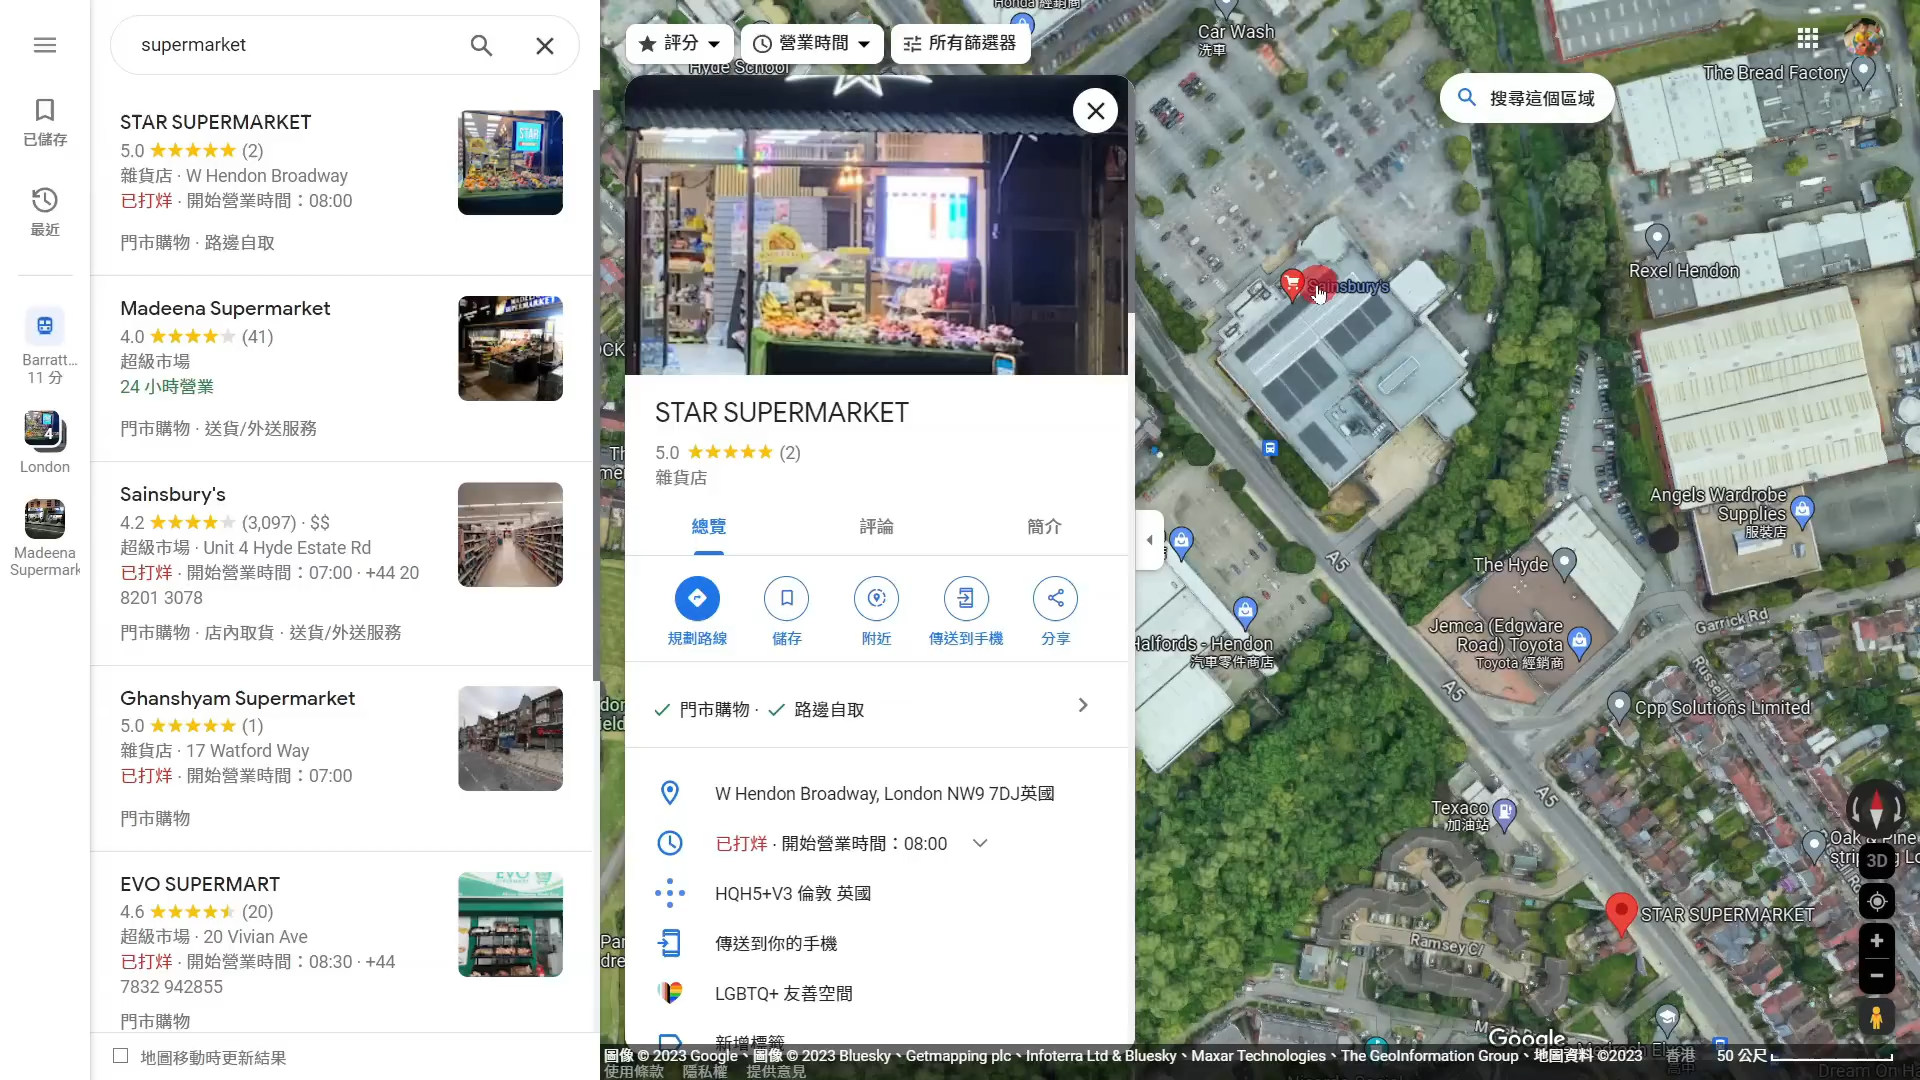 supermarket
已儲存
最近
Barratt...
11 分
4
London
Madeena
Supermark
STAR SUPERMARKET
5.0 (2)
雜貨店 · W Hendon Broadway
已打烊 · 開始營業時間：08:00
門市購物 · 路邊自取
Madeena Supermarket
4.0 (41)
超級市場
24 小時營業
門市購物 · 送貨/外送服務
Sainsbury's
4.2 (3,097) · $$
超級市場 · Unit 4 Hyde Estate Rd
已打烊 · 開始營業時間：07:00 · +44 20
8201 3078
門市購物 · 店內取貨 · 送貨/外送服務
Ghanshyam Supermarket
5.0 (1)
雜貨店 · 17 Watford Way
已打烊 · 開始營業時間：07:00
門市購物
EVO SUPERMART
4.6 (20)
超級市場 · 20 Vivian Ave
已打烊 · 開始營業時間：08:30 · +44
7832 942855
門市購物
地圖移動時更新結果
評分
營業時間
所有篩選器
Hyde School
STAR SUPERMARKET
5.0 (2)
雜貨店
總覽
評論
簡介
規劃路線
儲存
附近
傳送到手機
分享
門市購物 · 路邊自取
W Hendon Broadway, London NW9 7DJ英國
已打烊 · 開始營業時間：08:00
HQH5+V3 倫敦 英國
傳送到你的手機
LGBTQ+ 友善空間
新增標籤
Honda 經銷商
Car Wash
洗車
The Bread Factory
搜尋這個區域
Rexel Hendon
Sainsbury's
Angels Wardrobe
Supplies
服裝店
The Hyde
A5
Jemca (Edgware
Road) Toyota
Toyota 經銷商
Garrick Rd
Halfords - Hendon
汽車零件商店
A5
Cpp Solutions Limited
Texaco
加油站
A5
3D
STAR SUPERMARKET
Ramsey Cl
Google
圖像 © 2023 Google、圖像 © 2023 Bluesky、Getmapping plc、Infoterra Ltd & Bluesky、Maxar Technologies、The GeoInformation Group、地圖資料 ©2023
香港
50 公尺
使用條款
隱私權
提供意見
Dream On Ha